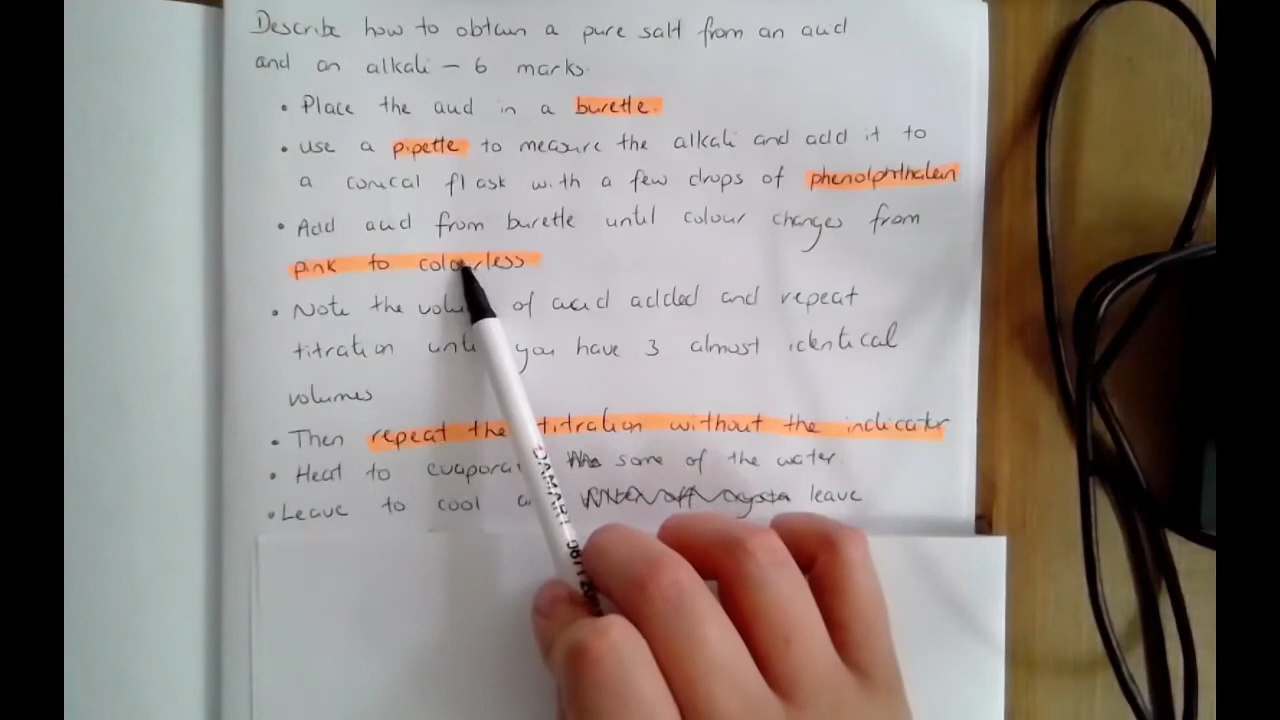 Describe how to obtain a pure salt from an acid
and an alkali – 6 marks.
• Place the acid in a burette.
• Use a pipette to measure the alkali and add it to
a conical flask with a few drops of phenolphthalein
• Add acid from burette until colour changes from
pink to colourless
• Note the volume of acid added and repeat
titration until you have 3 almost identical
volumes
• Then repeat the titration without the indicator
• Heat to evaporate some of the water.
• Leave to cool leave
DAMART